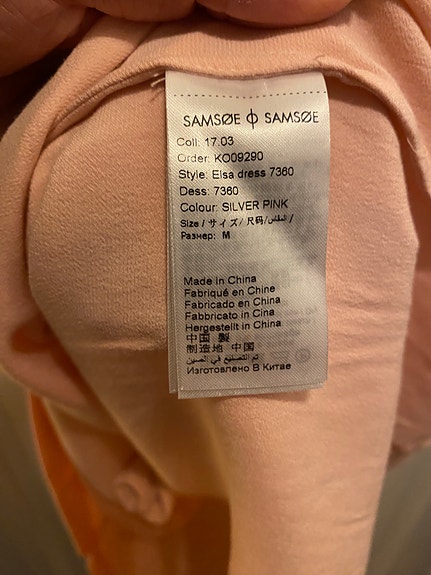 SAMSØE ϕ SAMSØE
Coll: 17.03
Order: KO09290
Style: Elsa dress 7360
Dess: 7360
Colour: SILVER PINK
Size / サイズ/ 尺码/المقاس /
Размер: M
Made in China
Fabriqué en Chine
Fabricado en China
Fabbricato in China
Hergestellt in China
中国 製
制造地 中国
تم التصنيع في الصين
Изготовлено В Китае